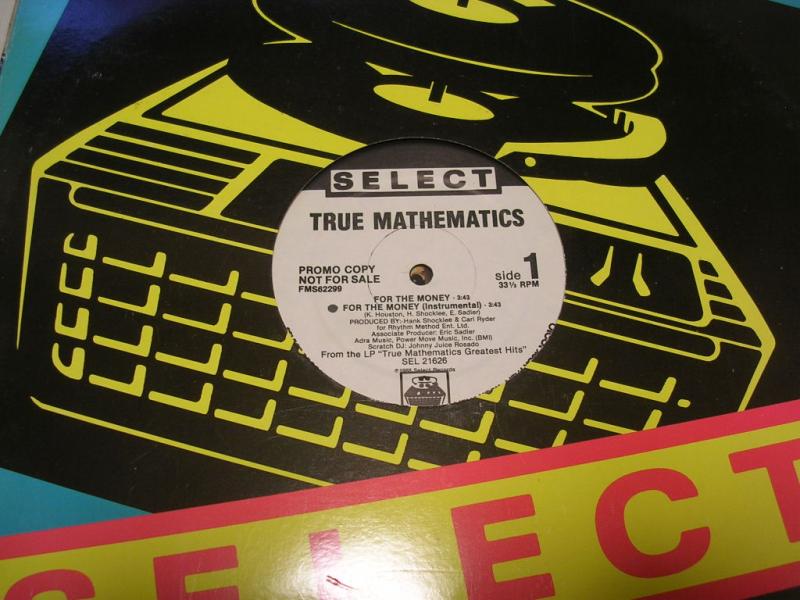 SELECT
TRUE MATHEMATICS
PROMO COPY
NOT FOR SALE
FMS62299
side 1
33⅓ RPM
FOR THE MONEY - 3:43
FOR THE MONEY (Instrumental) - 3:43
(K. Houston, H. Shocklee, E. Sadler)
PRODUCED BY: Hank Shocklee & Carl Ryder
for Rhythm Method Ent. Ltd.
Associate Producer: Eric Sadler
Adra Music, Power Move Music, Inc. (BMI)
Scratch DJ: Johnny Juice Rosado
From the LP "True Mathematics Greatest Hits"
SEL 21626
Select Records
SELECT